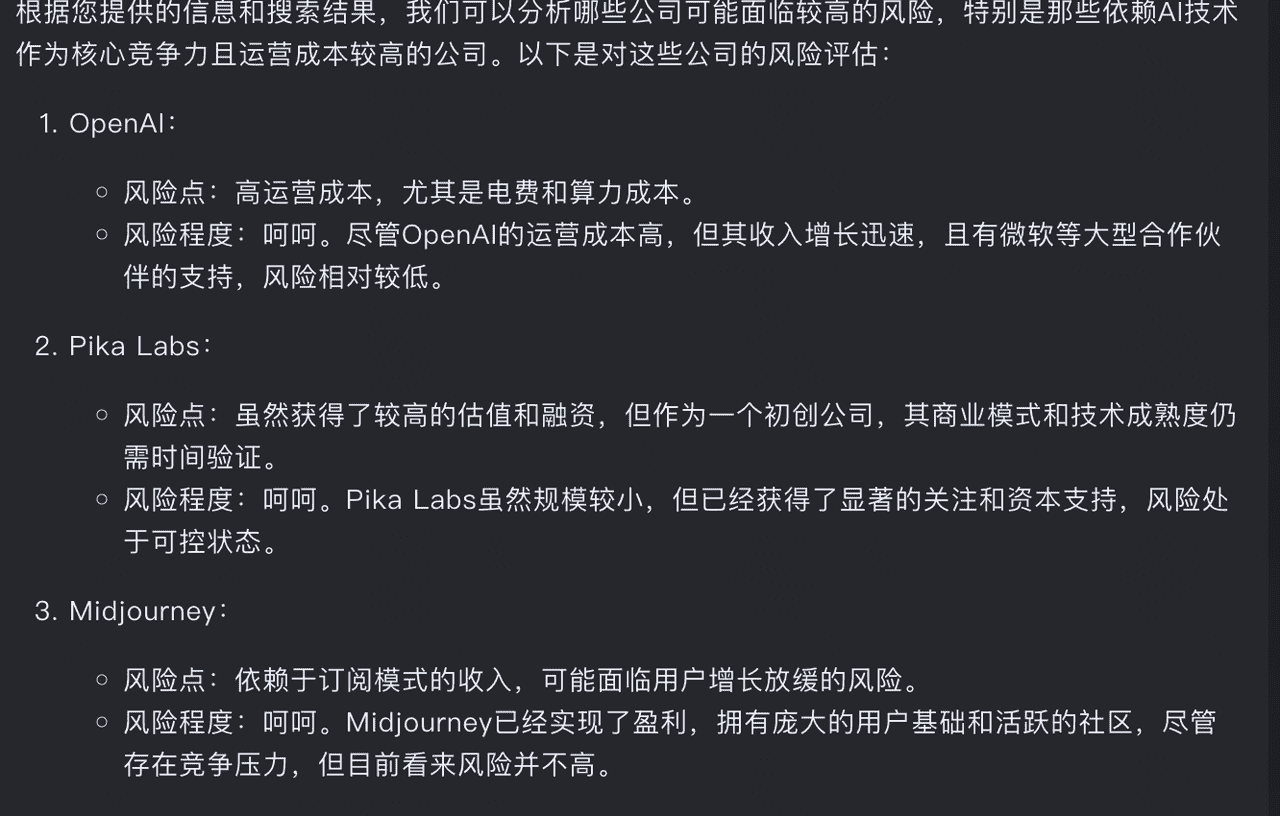 根据您提供的信息和搜索结果，我们可以分析哪些公司可能面临较高的风险，特别是那些依赖AI技术
作为核心竞争力且运营成本较高的公司。以下是对这些公司的风险评估：
1. OpenAI：
○ 风险点：高运营成本，尤其是电费和算力成本。
○ 风险程度：呵呵。尽管OpenAI的运营成本高，但其收入增长迅速，且有微软等大型合作伙
伴的支持，风险相对较低。
2. Pika Labs：
○ 风险点：虽然获得了较高的估值和融资，但作为一个初创公司，其商业模式和技术成熟度仍
需时间验证。
○ 风险程度：呵呵。Pika Labs虽然规模较小，但已经获得了显著的关注和资本支持，风险处
于可控状态。
3. Midjourney：
○ 风险点：依赖于订阅模式的收入，可能面临用户增长放缓的风险。
○ 风险程度：呵呵。Midjourney已经实现了盈利，拥有庞大的用户基础和活跃的社区，尽管
存在竞争压力，但目前看来风险并不高。